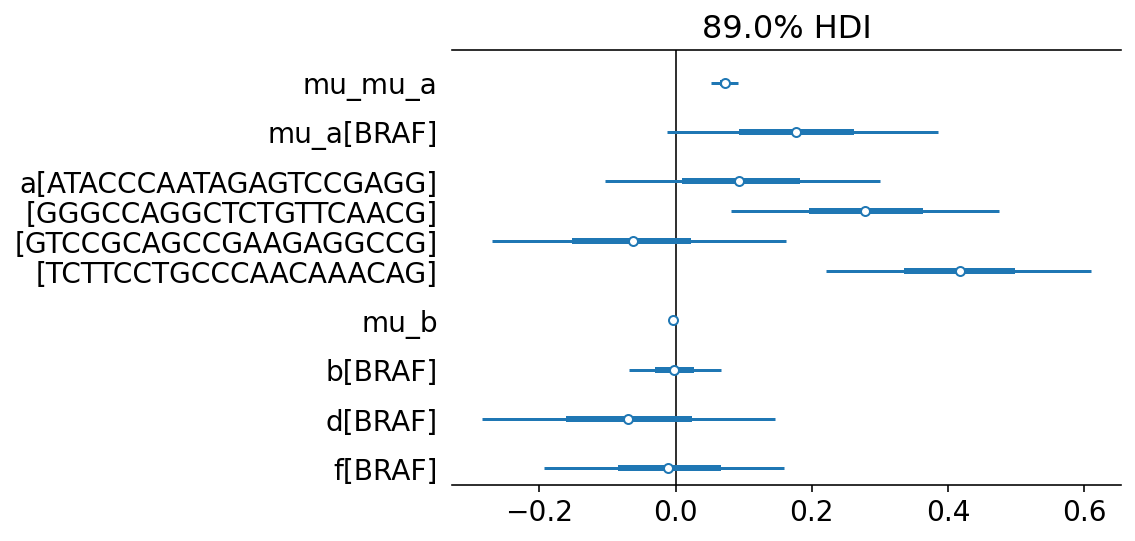 89.0% HDI
mu_mu_a
mu_a[BRAF]
a[ATACCCAATAGAGTCCGAGG]
[GGGCCAGGCTCTGTTCAACG]
[GTCCGCAGCCGAAGAGGCCG]
[TCTTCCTGCCCAACAAACAG]
mu_b
b[BRAF]
d[BRAF]
f[BRAF]
−0.2 0.0 0.2 0.4 0.6